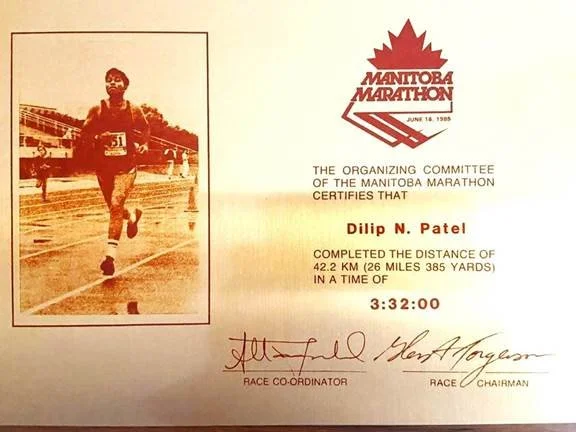 MANITOBA
MARATHON
JUNE 16, 1985
THE ORGANIZING COMMITTEE
OF THE MANITOBA MARATHON
CERTIFIES THAT
Dilip N. Patel
COMPLETED THE DISTANCE OF
42.2 KM (26 MILES 385 YARDS)
IN A TIME OF
3:32:00
RACE CO-ORDINATOR
RACE CHAIRMAN